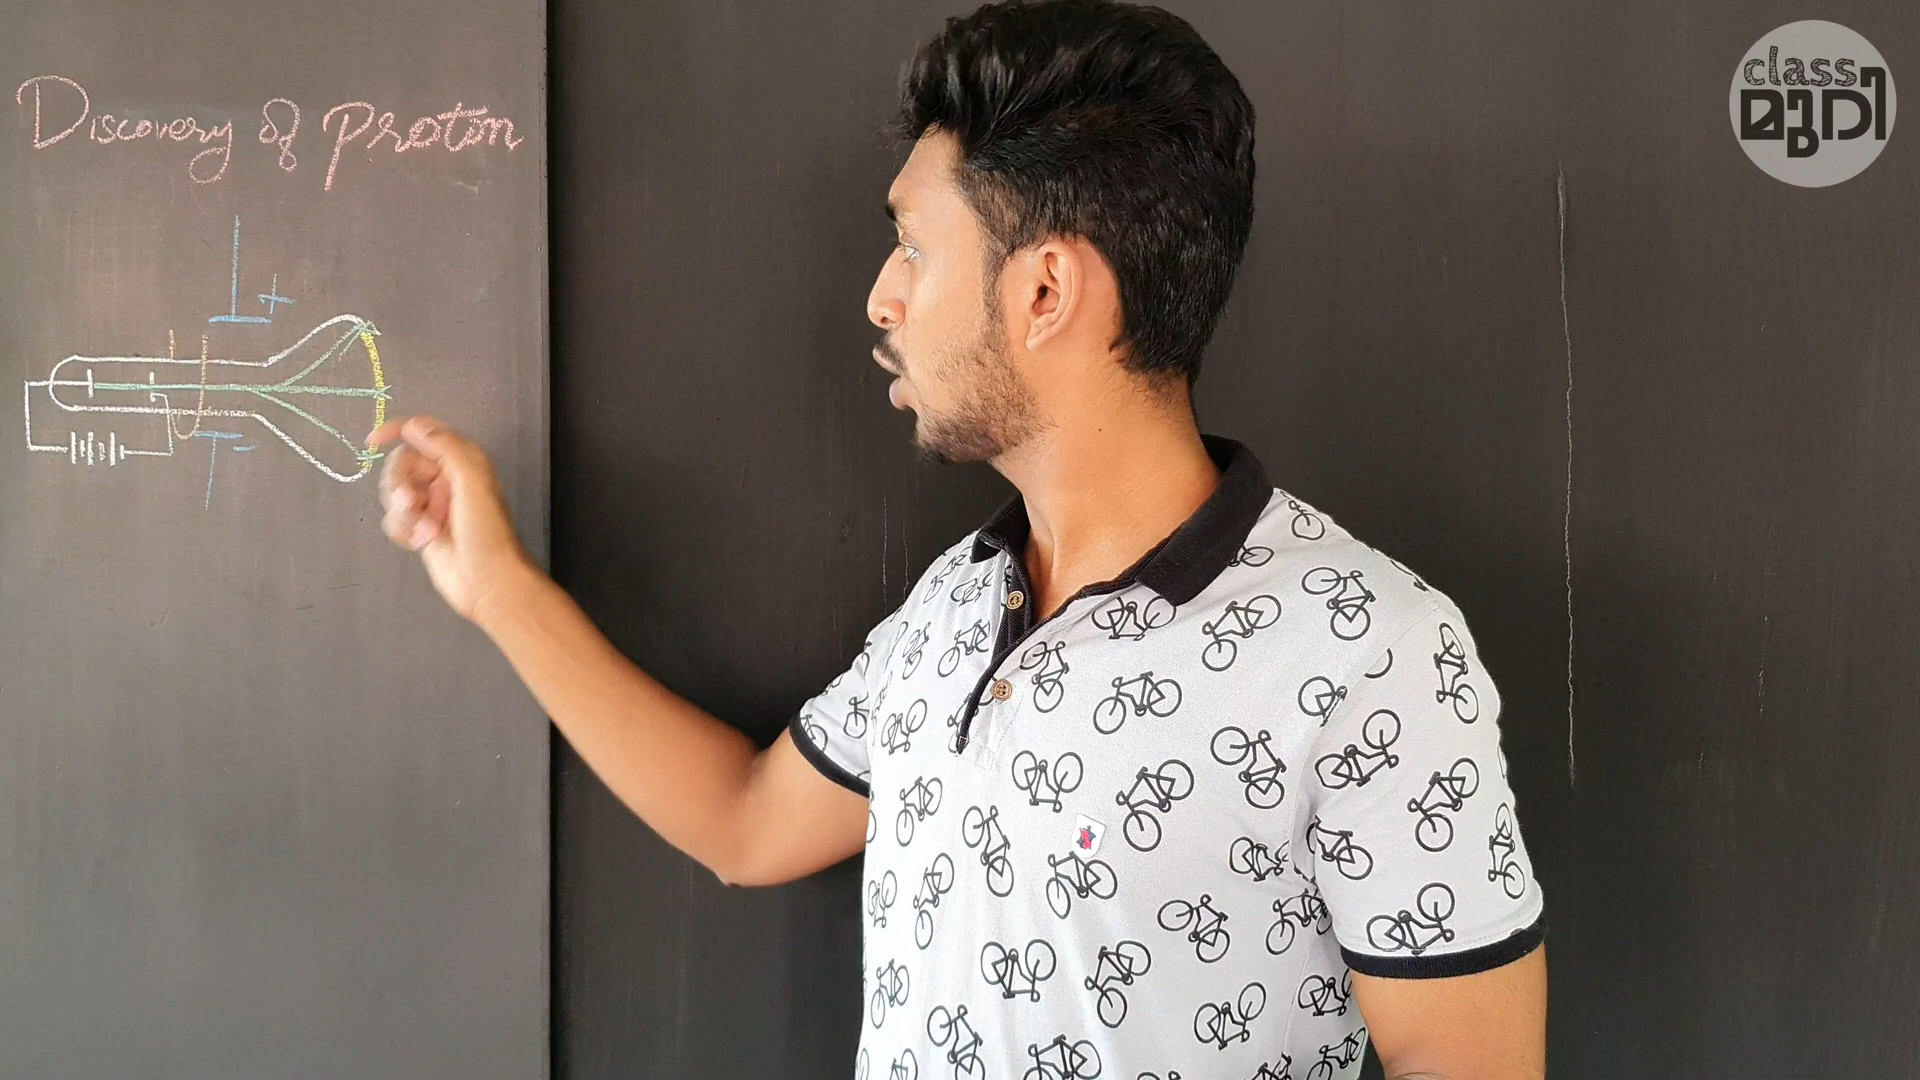 Discovery of Proton
+
-
class
മുറി